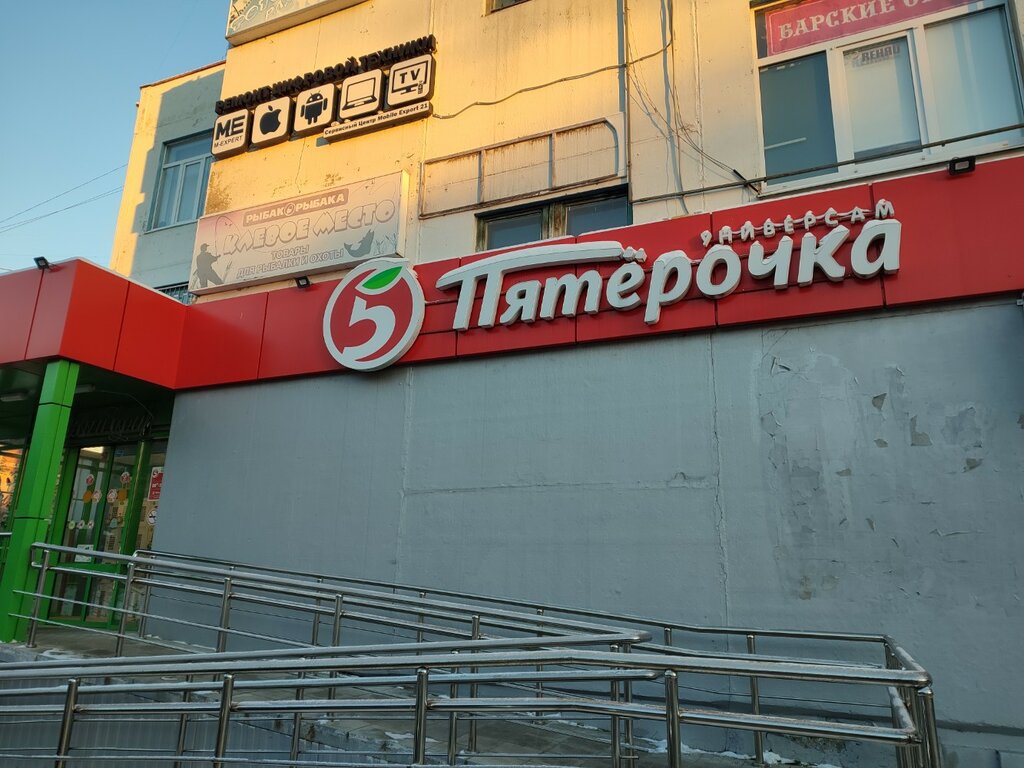 РЕМОНТ ЦИФРОВОЙ ТЕХНИКИ
ME
M-EXPERT
TV
Сервисный Центр Mobile Expert 21
БАРСКИЕ
РЫБАК РЫБАКА
КЛЕВОЕ МЕСТО
ТОВАРЫ
ДЛЯ РЫБАЛКИ И ОХОТЫ
УНИВЕРСАМ
5 Пятёрочка